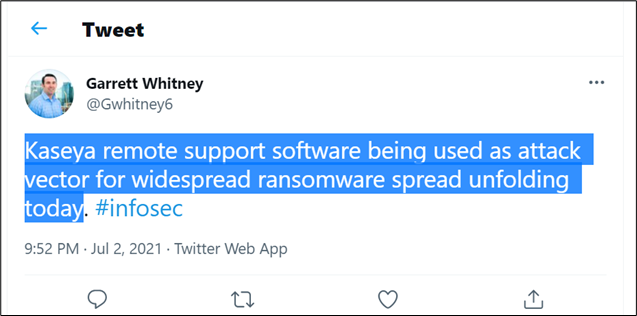 Tweet
Garrett Whitney
@Gwhitney6
Kaseya remote support software being used as attack
vector for widespread ransomware spread unfolding
today. #infosec
9:52 PM · Jul 2, 2021 · Twitter Web App